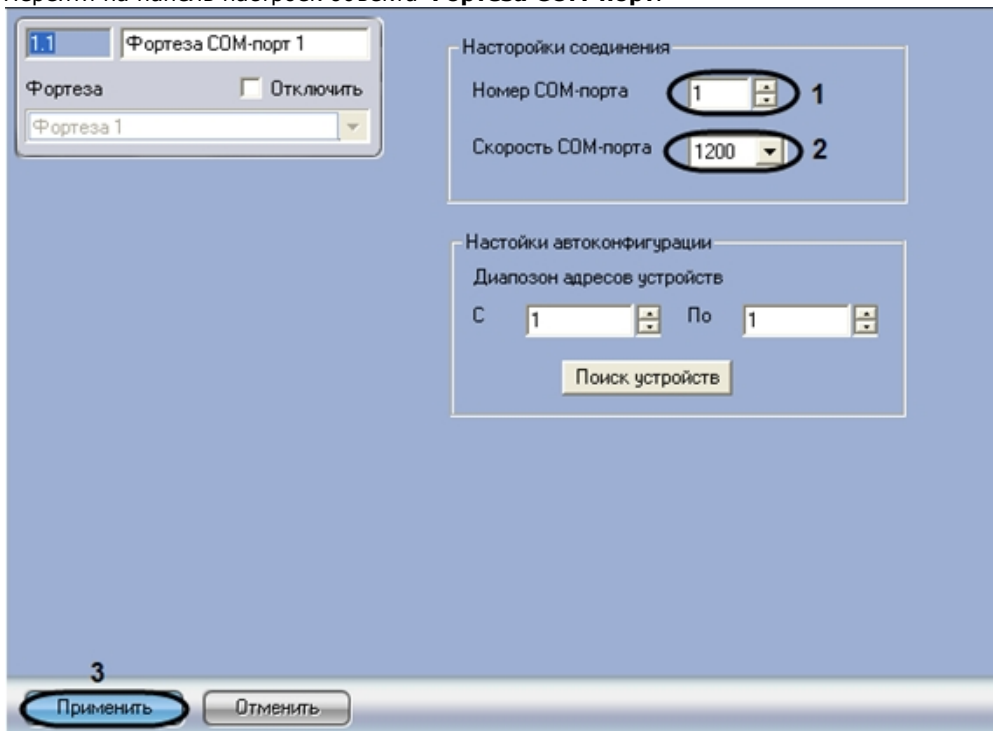 Перейти на панель настроек объекта Фортеза COM-порт.
1.1 Фортеза COM-порт 1
Фортеза Отключить
Фортеза 1
Насторойки соединения
Номер COM-порта 1 1
Скорость COM-порта 1200 2
Настойки автоконфигурации
Диапозон адресов устройств
С 1 По 1
Поиск устройств
3
Применить Отменить